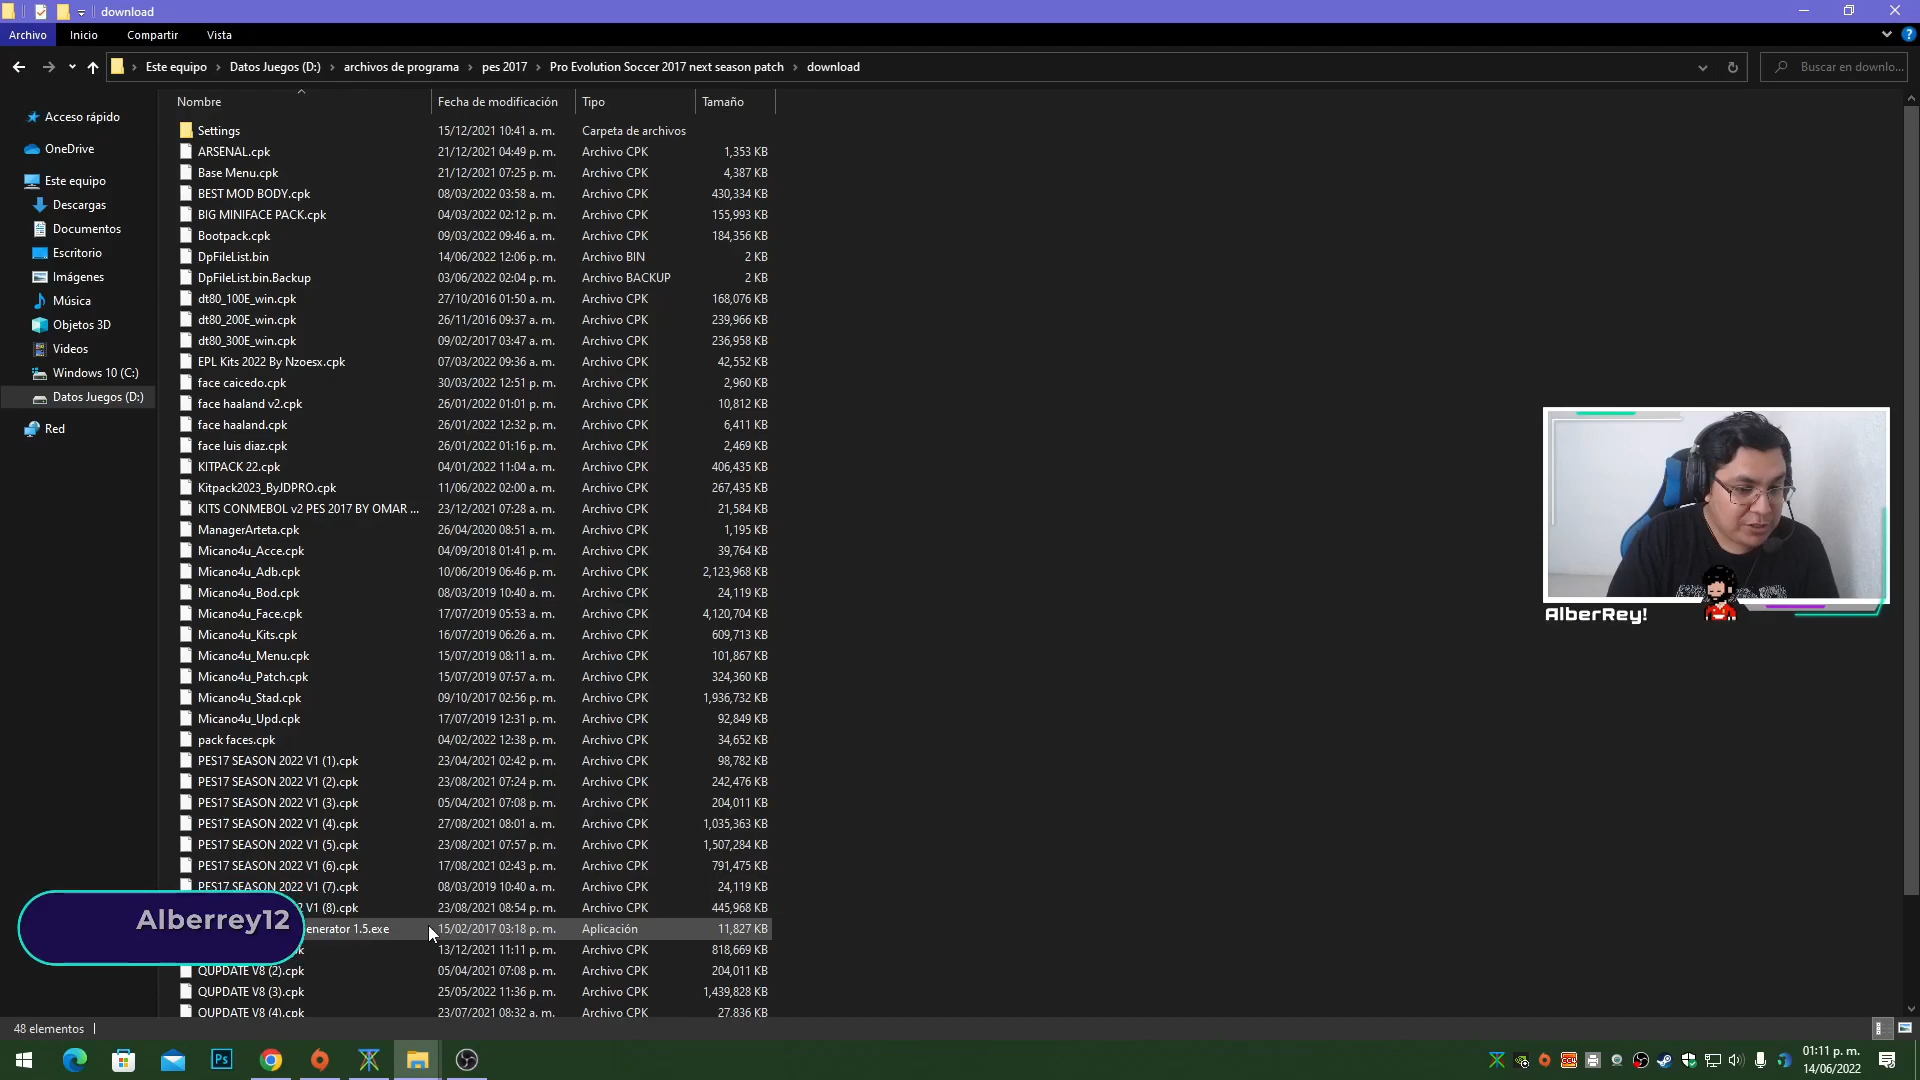 download
Archivo Inicio Compartir Vista
Este equipo Datos Juegos (D:) archivos de programa pes 2017 Pro Evolution Soccer 2017 next season patch download
Buscar en downlo...
Nombre Fecha de modificación Tipo Tamaño
Acceso rápido
OneDrive
Este equipo
Descargas
Documentos
Escritorio
Imágenes
Música
Objetos 3D
Videos
Windows 10 (C:)
Datos Juegos (D:)
Red
Settings 15/12/2021 10:41 a. m. Carpeta de archivos
ARSENAL.cpk 21/12/2021 04:49 p. m. Archivo CPK 1,353 KB
Base Menu.cpk 21/12/2021 07:25 p. m. Archivo CPK 4,387 KB
BEST MOD BODY.cpk 08/03/2022 03:58 a. m. Archivo CPK 430,334 KB
BIG MINIFACE PACK.cpk 04/03/2022 02:12 p. m. Archivo CPK 155,993 KB
Bootpack.cpk 09/03/2022 09:46 a. m. Archivo CPK 184,356 KB
DpFileList.bin 14/06/2022 12:06 p. m. Archivo BIN 2 KB
DpFileList.bin.Backup 03/06/2022 02:04 p. m. Archivo BACKUP 2 KB
dt80_100E_win.cpk 27/10/2016 01:50 a. m. Archivo CPK 168,076 KB
dt80_200E_win.cpk 26/11/2016 09:37 a. m. Archivo CPK 239,966 KB
dt80_300E_win.cpk 09/02/2017 03:47 a. m. Archivo CPK 236,958 KB
EPL Kits 2022 By Nzoesx.cpk 07/03/2022 09:36 a. m. Archivo CPK 42,552 KB
face caicedo.cpk 30/03/2022 12:51 p. m. Archivo CPK 2,960 KB
face haaland v2.cpk 26/01/2022 01:01 p. m. Archivo CPK 10,812 KB
face haaland.cpk 26/01/2022 12:32 p. m. Archivo CPK 6,411 KB
face luis diaz.cpk 26/01/2022 01:16 p. m. Archivo CPK 2,469 KB
KITPACK 22.cpk 04/01/2022 11:04 a. m. Archivo CPK 406,435 KB
Kitpack2023_ByJDPRO.cpk 11/06/2022 02:00 a. m. Archivo CPK 267,435 KB
KITS CONMEBOL v2 PES 2017 BY OMAR ... 23/12/2021 07:28 a. m. Archivo CPK 21,584 KB
ManagerArteta.cpk 26/04/2020 08:51 a. m. Archivo CPK 1,195 KB
Micano4u_Acce.cpk 04/09/2018 01:41 p. m. Archivo CPK 39,764 KB
Micano4u_Adb.cpk 10/06/2019 06:46 p. m. Archivo CPK 2,123,968 KB
Micano4u_Bod.cpk 08/03/2019 10:40 a. m. Archivo CPK 24,119 KB
Micano4u_Face.cpk 17/07/2019 05:53 a. m. Archivo CPK 4,120,704 KB
Micano4u_Kits.cpk 16/07/2019 06:26 a. m. Archivo CPK 609,713 KB
Micano4u_Menu.cpk 15/07/2019 08:11 a. m. Archivo CPK 101,867 KB
Micano4u_Patch.cpk 15/07/2019 07:57 a. m. Archivo CPK 324,360 KB
Micano4u_Stad.cpk 09/10/2017 02:56 p. m. Archivo CPK 1,936,732 KB
Micano4u_Upd.cpk 17/07/2019 12:31 p. m. Archivo CPK 92,849 KB
pack faces.cpk 04/02/2022 12:38 p. m. Archivo CPK 34,652 KB
PES17 SEASON 2022 V1 (1).cpk 23/04/2021 02:42 p. m. Archivo CPK 98,782 KB
PES17 SEASON 2022 V1 (2).cpk 23/08/2021 07:24 p. m. Archivo CPK 242,476 KB
PES17 SEASON 2022 V1 (3).cpk 05/04/2021 07:08 p. m. Archivo CPK 204,011 KB
PES17 SEASON 2022 V1 (4).cpk 27/08/2021 08:01 a. m. Archivo CPK 1,035,363 KB
PES17 SEASON 2022 V1 (5).cpk 23/08/2021 07:57 p. m. Archivo CPK 1,507,284 KB
PES17 SEASON 2022 V1 (6).cpk 17/08/2021 02:43 p. m. Archivo CPK 791,475 KB
PES17 SEASON 2022 V1 (7).cpk 08/03/2019 10:40 a. m. Archivo CPK 24,119 KB
V1 (8).cpk 23/08/2021 08:54 p. m. Archivo CPK 445,968 KB
enerator 1.5.exe 15/02/2017 03:18 p. m. Aplicación 11,827 KB
13/12/2021 11:11 p. m. Archivo CPK 818,669 KB
QUPDATE V8 (2).cpk 05/04/2021 07:08 p. m. Archivo CPK 204,011 KB
QUPDATE V8 (3).cpk 25/05/2022 11:36 p. m. Archivo CPK 1,439,828 KB
QUPDATE V8 (4).cpk 23/07/2021 08:32 a. m. Archivo CPK 27,836 KB
Alberrey12
AlberRey!
48 elementos
Ps
01:11 p. m.
14/06/2022